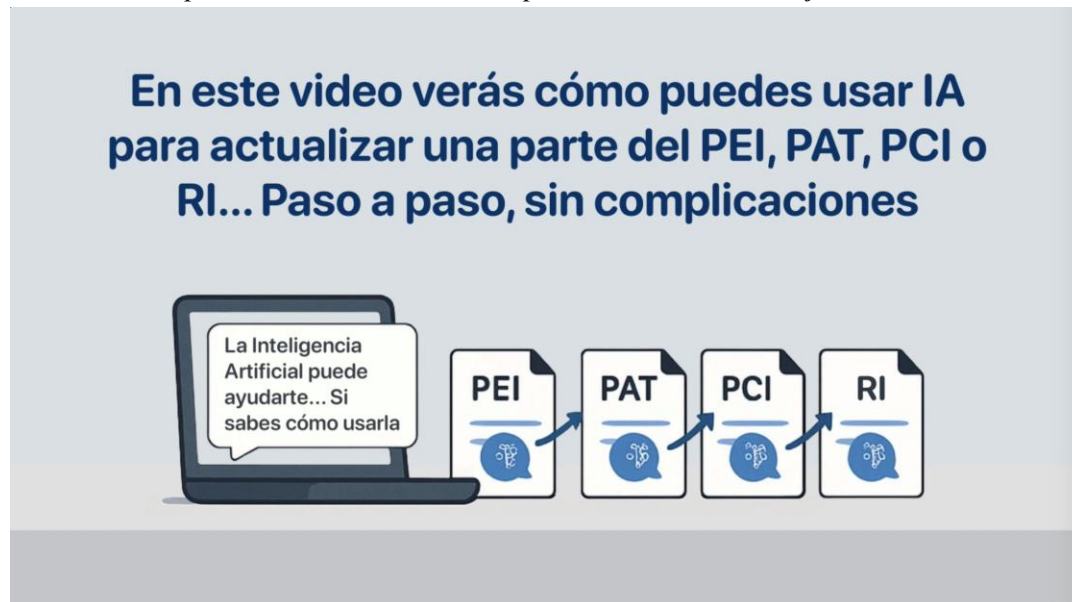 En este video verás cómo puedes usar IA
para actualizar una parte del PEI, PAT, PCI o
RI... Paso a paso, sin complicaciones
La Inteligencia
Artificial puede
ayudarte... Si
sabes cómo usarla
PEI
PAT
PCI
RI